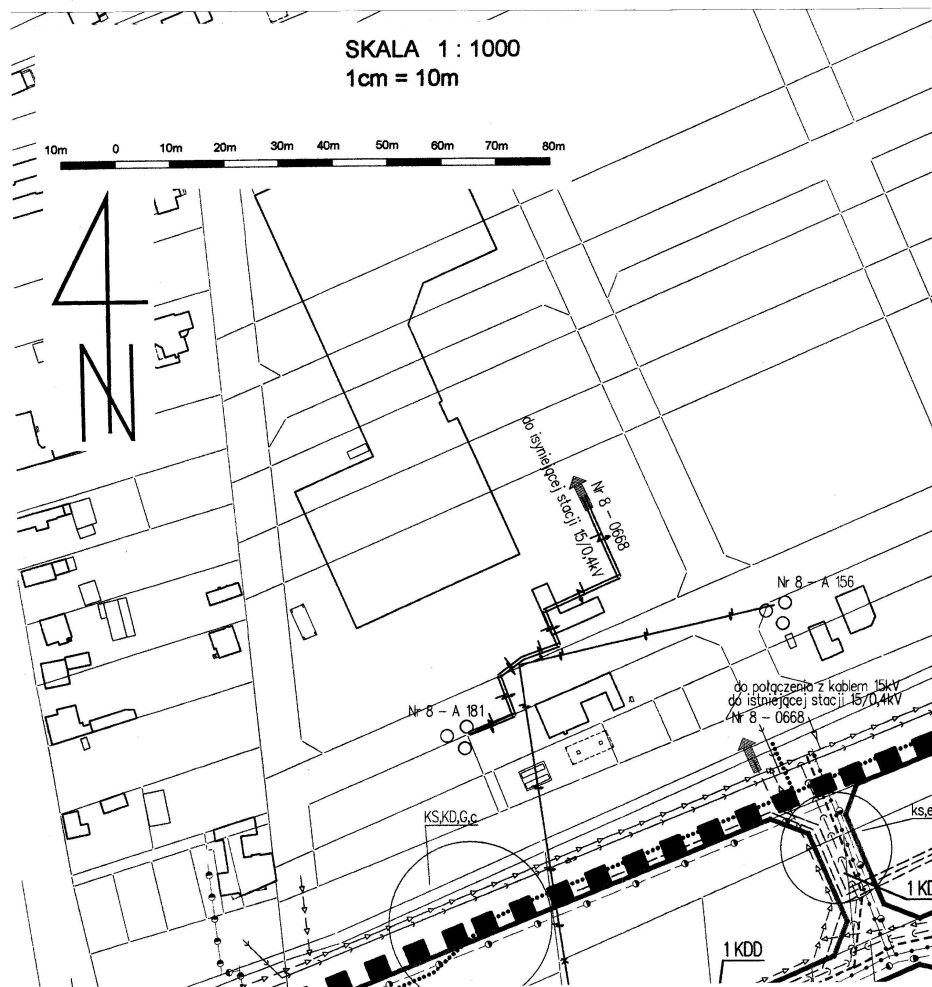 SKALA 1 : 1000
1cm = 10m
10m 0 10m 20m 30m 40m 50m 60m 70m 80m
N
do isyniejącej stacji 15/0,4kV
Nr 8 - 0668
Nr 8 - A 156
Nr 8 - A 181
do połączenia z kablem 15kV
do istniejącej stacji 15/0,4kV
Nr 8 - 0668
KS,KD,G,c
ks,e
1 KD
1 KDD